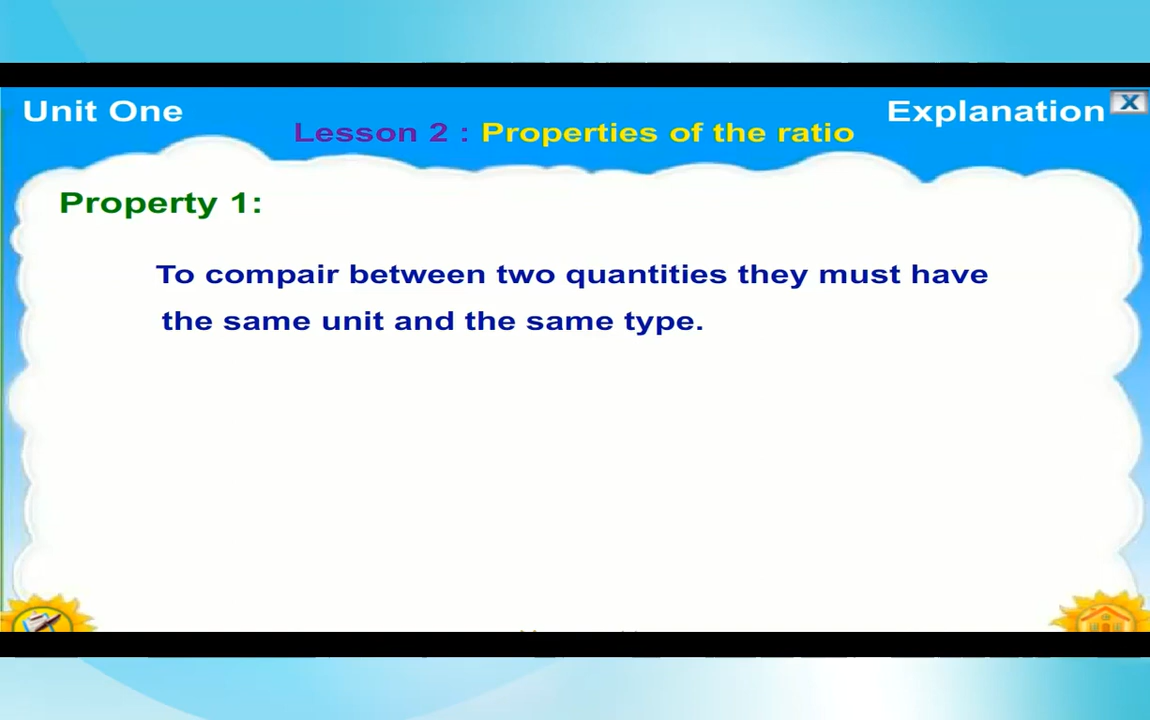 Unit One
Explanation
X
Lesson 2 : Properties of the ratio
Property 1:
To compair between two quantities they must have
the same unit and the same type.